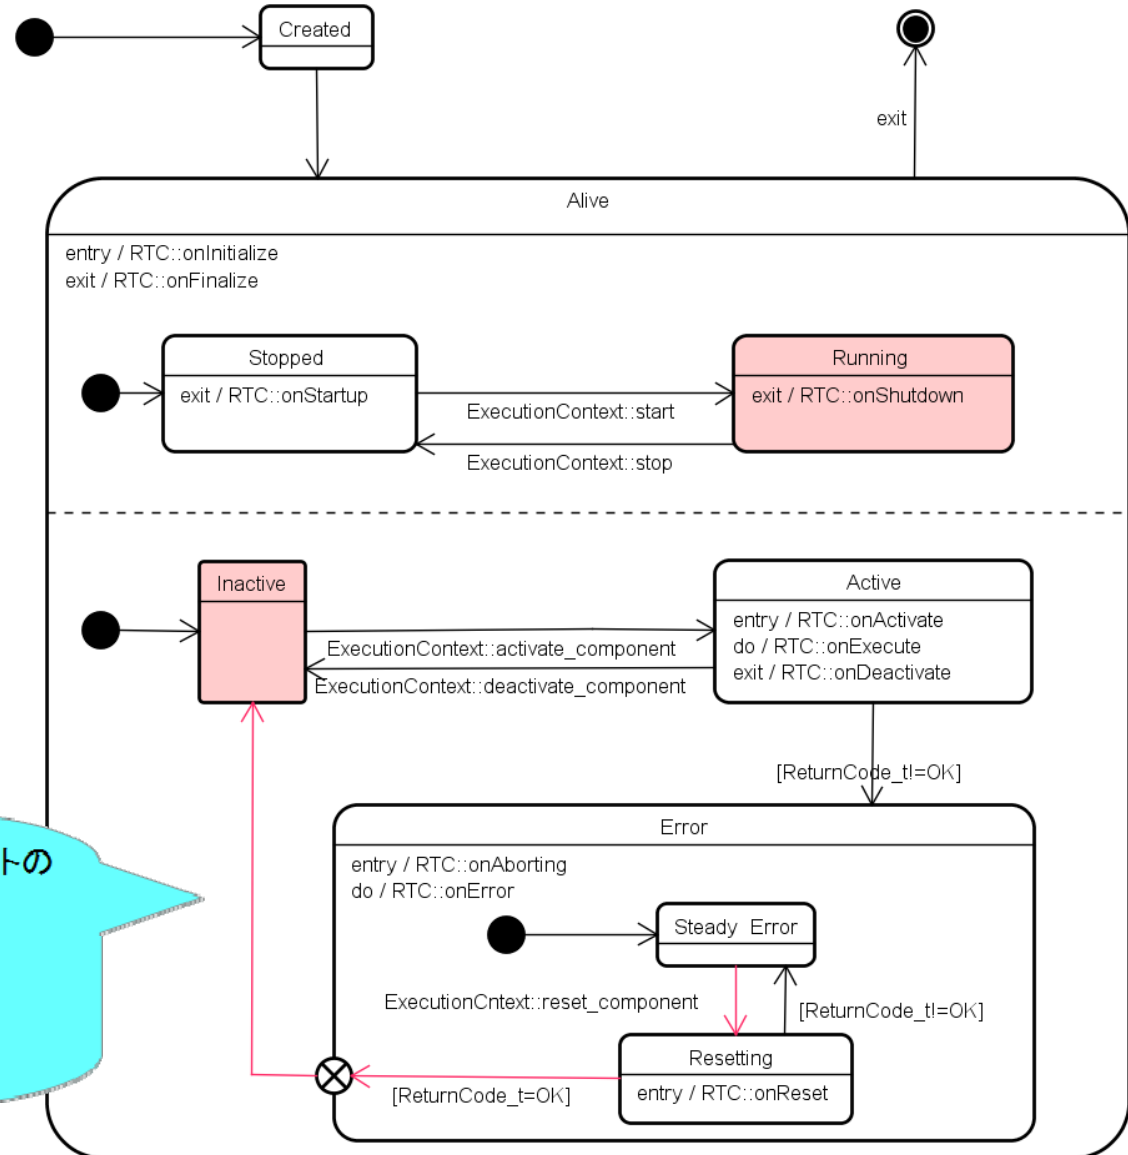 Created
exit
Alive
entry / RTC::onInitialize
exit / RTC::onFinalize
Stopped
exit / RTC::onStartup
Running
exit / RTC::onShutdown
ExecutionContext::start
ExecutionContext::stop
Inactive
Active
entry / RTC::onActivate
do / RTC::onExecute
exit / RTC::onDeactivate
ExecutionContext::activate_component
ExecutionContext::deactivate_component
[ReturnCode_t!=OK]
Error
entry / RTC::onAborting
do / RTC::onError
トの
Steady Error
ExecutionCntext::reset_component
[ReturnCode_t!=OK]
Resetting
entry / RTC::onReset
[ReturnCode_t=OK]